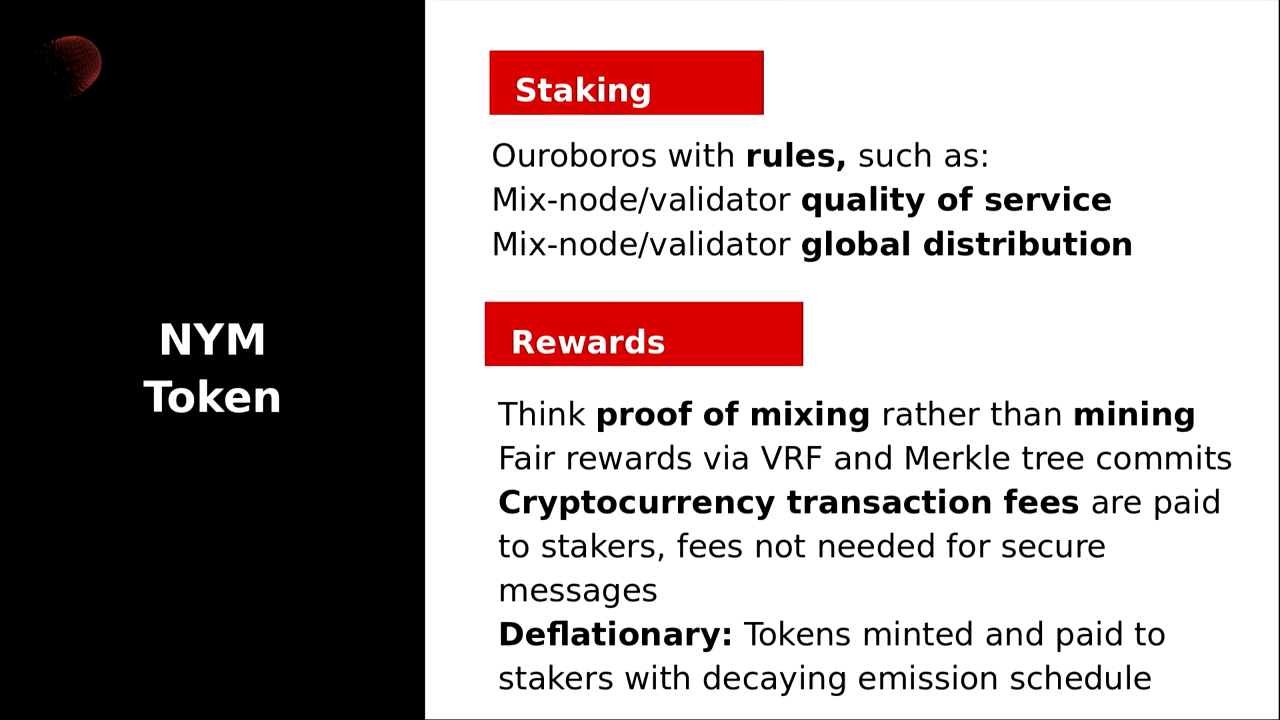 NYM
Token
Staking
Ouroboros with rules, such as:
Mix-node/validator quality of service
Mix-node/validator global distribution
Rewards
Think proof of mixing rather than mining
Fair rewards via VRF and Merkle tree commits
Cryptocurrency transaction fees are paid
to stakers, fees not needed for secure
messages
Deflationary: Tokens minted and paid to
stakers with decaying emission schedule